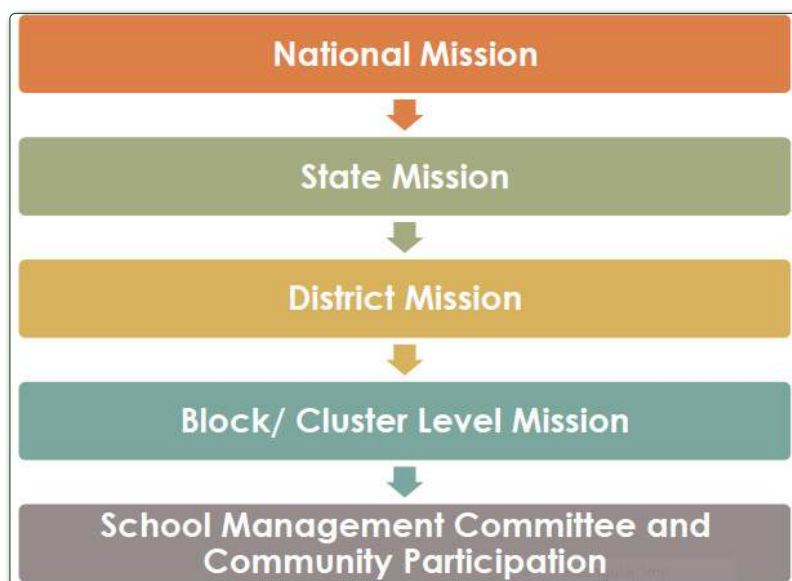 National Mission
State Mission
District Mission
Block/ Cluster Level Mission
School Management Committee and
Community Participation